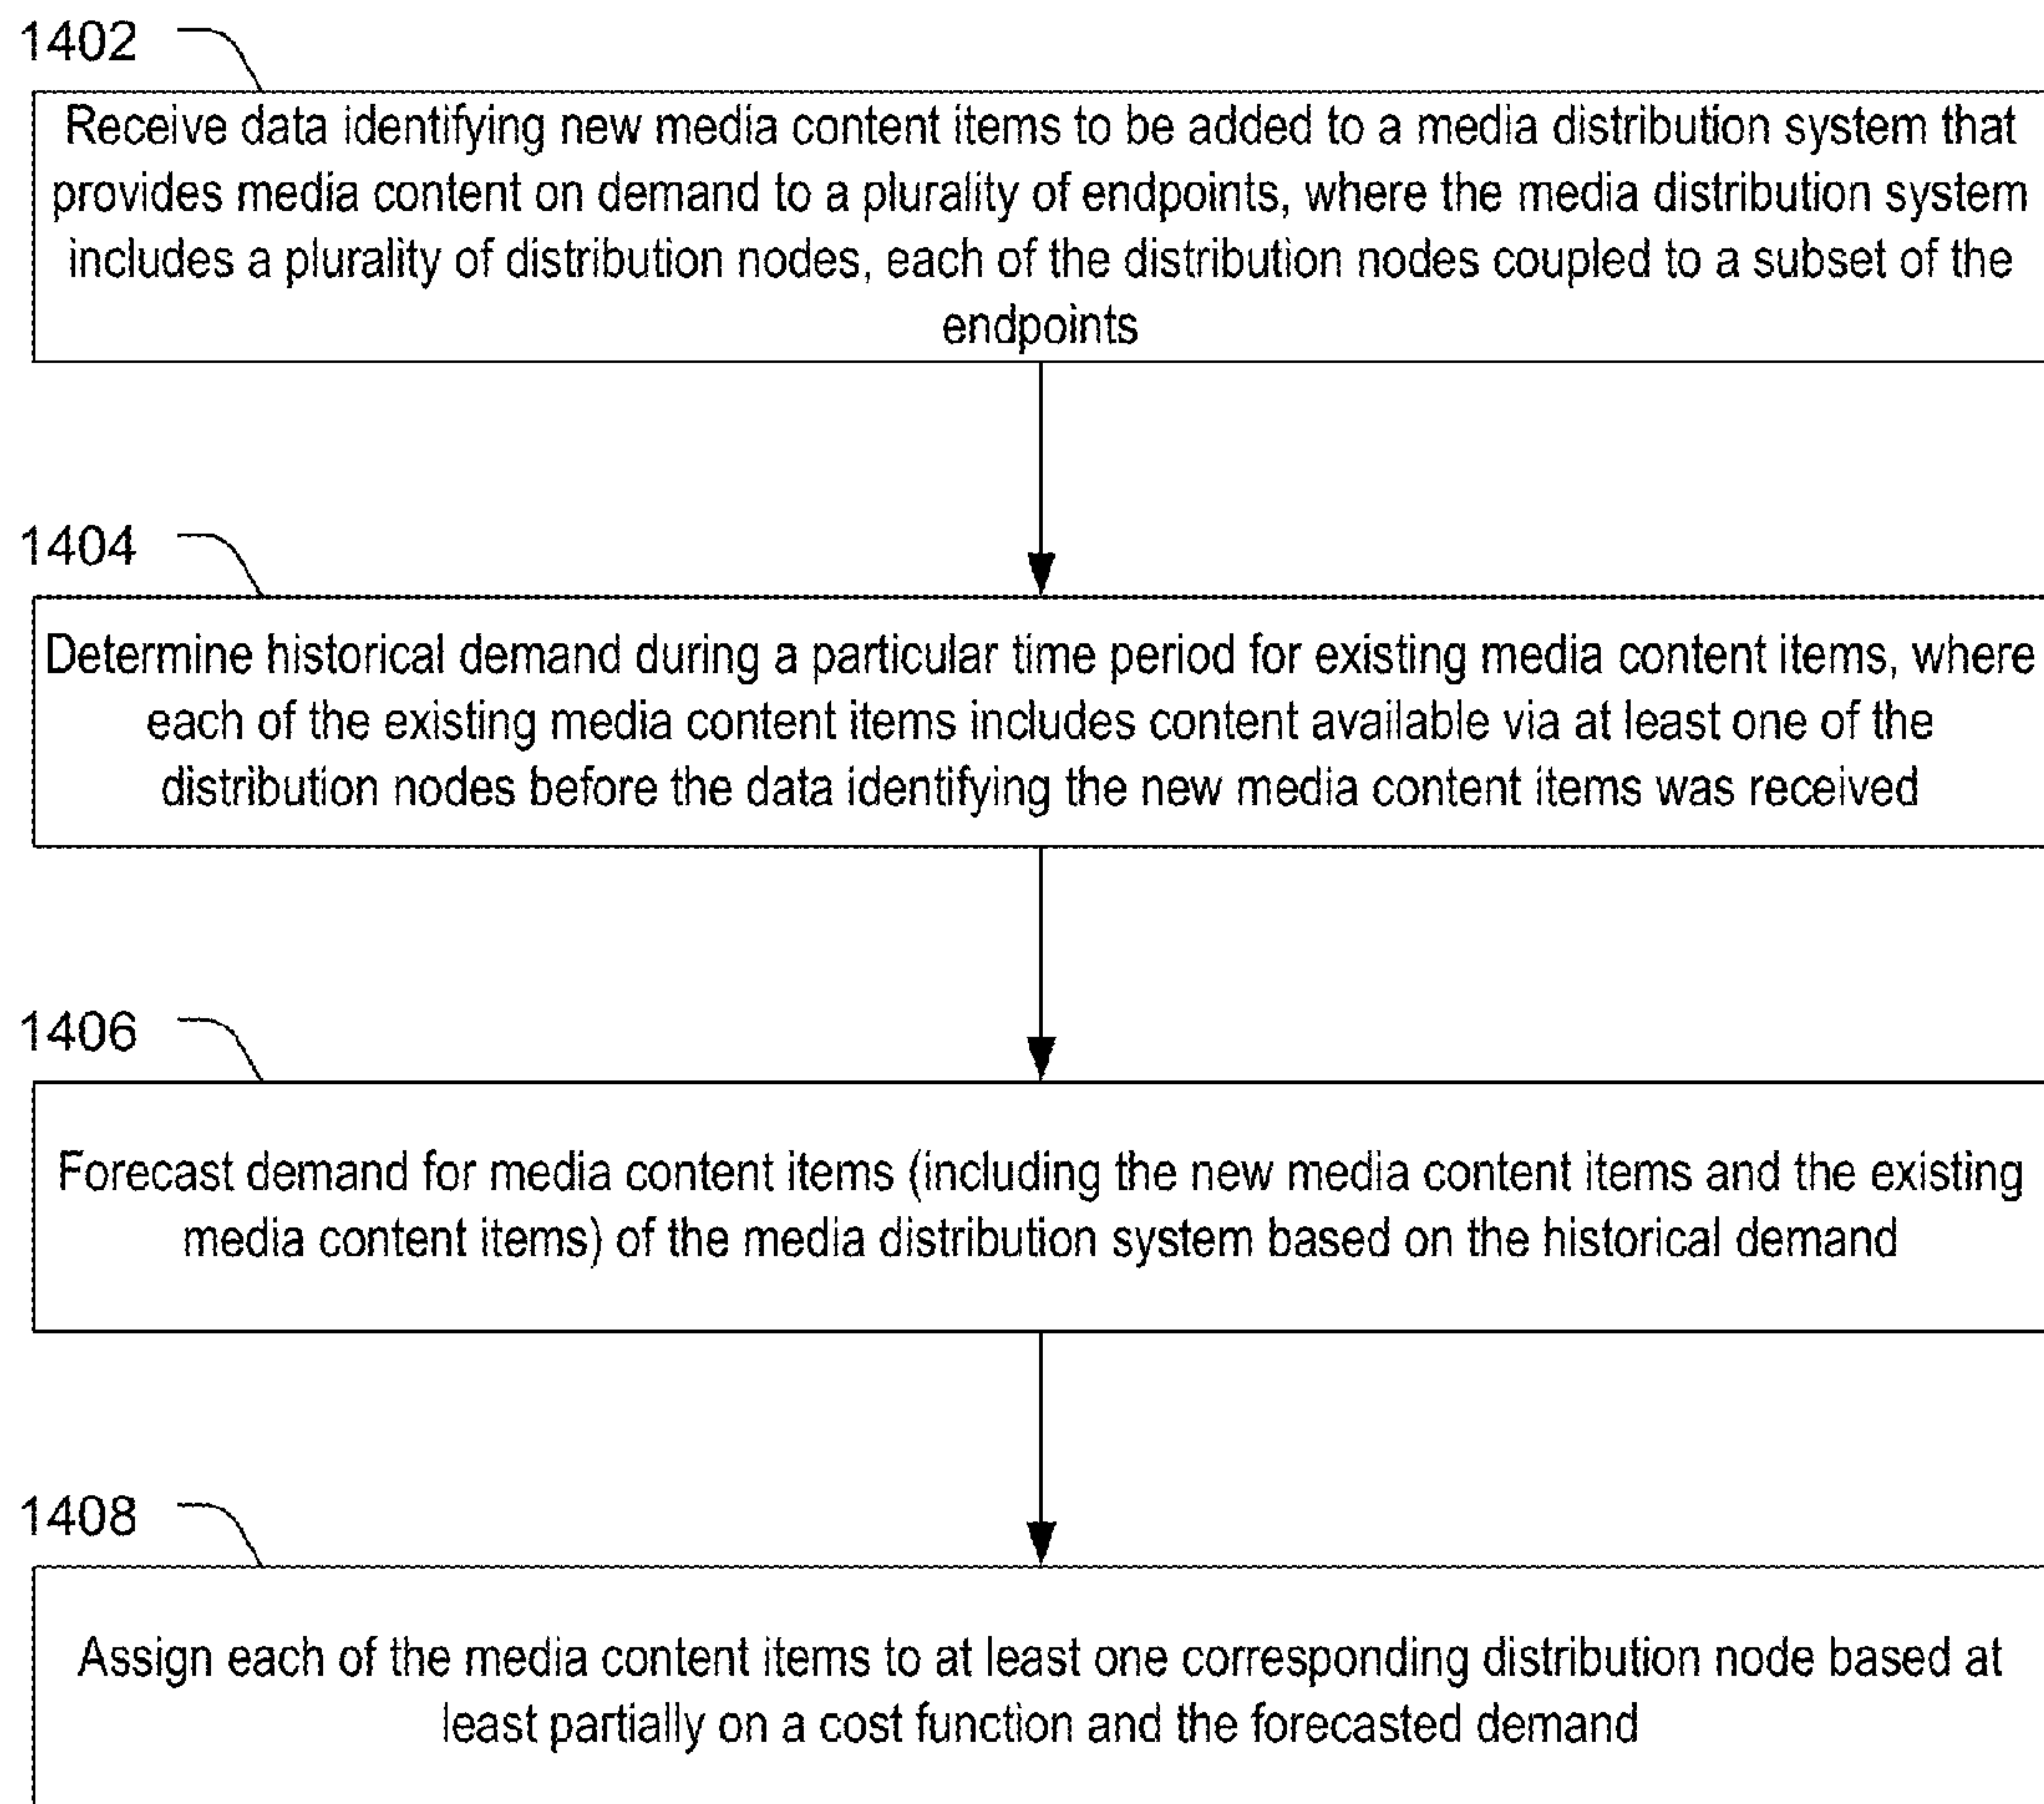 1402
Receive data identifying new media content items to be added to a media distribution system that
provides media content on demand to a plurality of endpoints, where the media distribution system
includes a plurality of distribution nodes, each of the distribution nodes coupled to a subset of the
endpoints
1404
Determine historical demand during a particular time period for existing media content items, where
each of the existing media content items includes content available via at least one of the
distribution nodes before the data identifying the new media content items was received
1406
Forecast demand for media content items (including the new media content items and the existing
media content items) of the media distribution system based on the historical demand
1408
Assign each of the media content items to at least one corresponding distribution node based at
least partially on a cost function and the forecasted demand